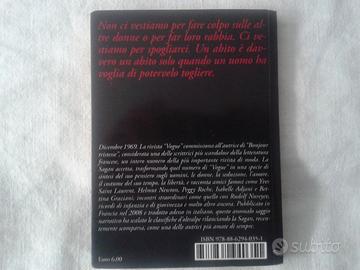 Non ci vestiamo per fare colpo sulle al-
tre donne o per far loro rabbia. Ci ve-
stiamo per spogliarci. Un abito è dav-
vero un abito solo quando un uomo ha
voglia di potervelo togliere.
Dicembre 1969. La rivista "Vogue" commissiona all'autrice di "Bonjour
tristesse", considerata una delle scrittrici più scandalose della letteratura
francese, un intero numero della più importante rivista di moda. La
Sagan accetta, trasformando quel numero di "Vogue" in una specie di
sintesi del suo pensiero sugli uomini, le donne, la seduzione, l'amore,
il costume del suo tempo, la libertà, e racconta amici famosi come Yves
Saint Laurent, Helmut Newton, Peggy Roche, Isabelle Adjani e Bet-
tina Graziani, incontri straordinari come quello con Rudolf Nureyev,
ricordi d'infanzia e di giovinezza e molto altro ancora. Pubblicato in
Francia nel 2008 e tradotto adesso in italiano, questo anomalo saggio
narrativo ha scalato le classifiche d'oltralpe rilanciando la Sagan, recen-
temente scomparsa, come una delle autrici più amate di sempre.
ISBN 978-88-6294-035-1
Euro 6,00
subito